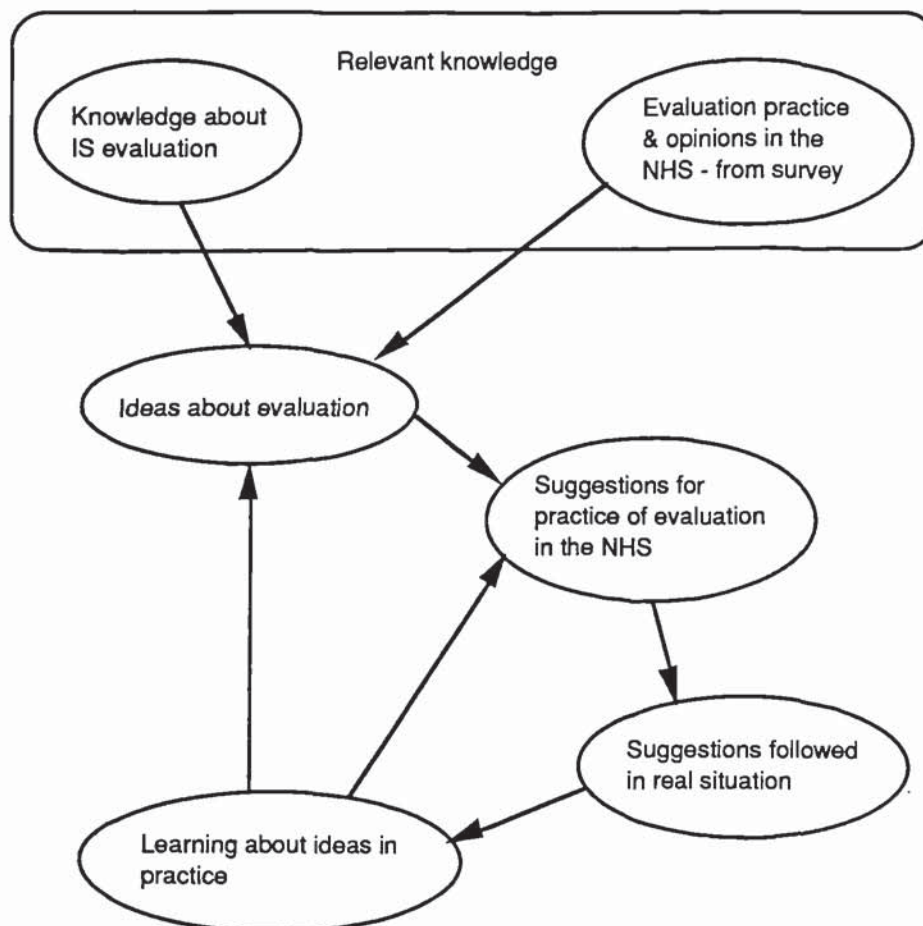 Relevant knowledge
Knowledge about
IS evaluation
Evaluation practice
& opinions in the
NHS - from survey
Ideas about evaluation
Suggestions for
practice of evaluation
in the NHS
Suggestions followed
in real situation
Learning about ideas in
practice